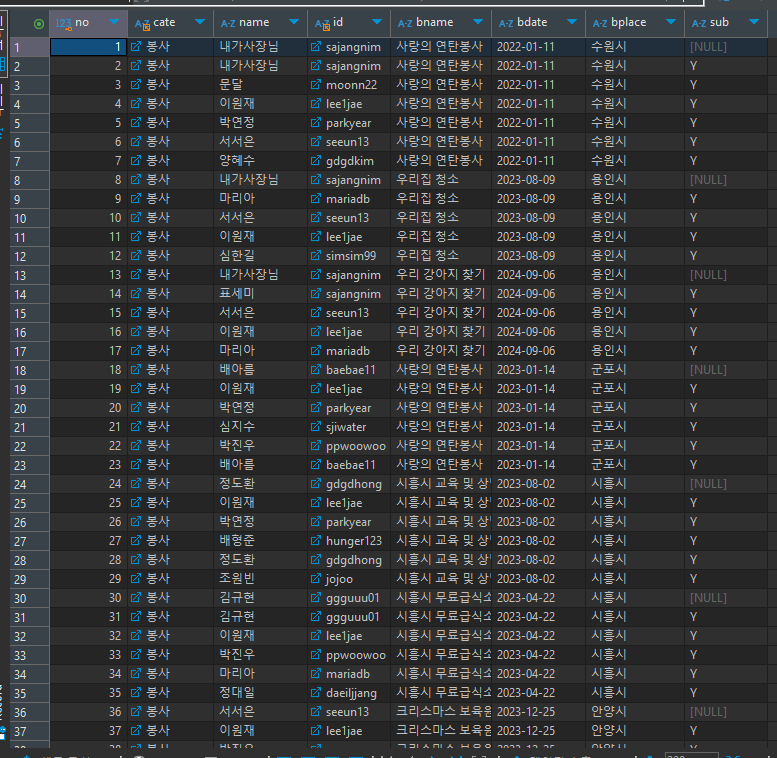 no cate name id bname bdate bplace sub
1 1 봉사 내가사장님 sajangnim 사랑의 연탄봉사 2022-01-11 수원시 [NULL]
2 2 봉사 내가사장님 sajangnim 사랑의 연탄봉사 2022-01-11 수원시 Y
3 3 봉사 문달 moonn22 사랑의 연탄봉사 2022-01-11 수원시 Y
4 4 봉사 이원재 lee1jae 사랑의 연탄봉사 2022-01-11 수원시 Y
5 5 봉사 박연정 parkyear 사랑의 연탄봉사 2022-01-11 수원시 Y
6 6 봉사 서서은 seeun13 사랑의 연탄봉사 2022-01-11 수원시 Y
7 7 봉사 양혜수 gdgdkim 사랑의 연탄봉사 2022-01-11 수원시 Y
8 8 봉사 내가사장님 sajangnim 우리집 청소 2023-08-09 용인시 [NULL]
9 9 봉사 마리아 mariadb 우리집 청소 2023-08-09 용인시 Y
10 10 봉사 서서은 seeun13 우리집 청소 2023-08-09 용인시 Y
11 11 봉사 이원재 lee1jae 우리집 청소 2023-08-09 용인시 Y
12 12 봉사 심한길 simsim99 우리집 청소 2023-08-09 용인시 Y
13 13 봉사 내가사장님 sajangnim 우리 강아지 찾기 2024-09-06 용인시 [NULL]
14 14 봉사 표세미 sajangnim 우리 강아지 찾기 2024-09-06 용인시 Y
15 15 봉사 서서은 seeun13 우리 강아지 찾기 2024-09-06 용인시 Y
16 16 봉사 이원재 lee1jae 우리 강아지 찾기 2024-09-06 용인시 Y
17 17 봉사 마리아 mariadb 우리 강아지 찾기 2024-09-06 용인시 Y
18 18 봉사 배아름 baebae11 사랑의 연탄봉사 2023-01-14 군포시 [NULL]
19 19 봉사 이원재 lee1jae 사랑의 연탄봉사 2023-01-14 군포시 Y
20 20 봉사 박연정 parkyear 사랑의 연탄봉사 2023-01-14 군포시 Y
21 21 봉사 심지수 sjiwater 사랑의 연탄봉사 2023-01-14 군포시 Y
22 22 봉사 박진우 ppwoowoo 사랑의 연탄봉사 2023-01-14 군포시 Y
23 23 봉사 배아름 baebae11 사랑의 연탄봉사 2023-01-14 군포시 Y
24 24 봉사 정도환 gdgdhong 시흥시 교육 및 2023-08-02 시흥시 [NULL]
25 25 봉사 이원재 lee1jae 시흥시 교육 및 2023-08-02 시흥시 Y
26 26 봉사 박연정 parkyear 시흥시 교육 및 2023-08-02 시흥시 Y
27 27 봉사 배형준 hunger123 시흥시 교육 및 2023-08-02 시흥시 Y
28 28 봉사 정도환 gdgdhong 시흥시 교육 및 2023-08-02 시흥시 Y
29 29 봉사 조원빈 jojoo 시흥시 교육 및 2023-08-02 시흥시 Y
30 30 봉사 김규현 ggguuu01 시흥시 무료급식소 2023-04-22 시흥시 [NULL]
31 31 봉사 김규현 ggguuu01 시흥시 무료급식소 2023-04-22 시흥시 Y
32 32 봉사 이원재 lee1jae 시흥시 무료급식소 2023-04-22 시흥시 Y
33 33 봉사 박진우 ppwoowoo 시흥시 무료급식소 2023-04-22 시흥시 Y
34 34 봉사 마리아 mariadb 시흥시 무료급식소 2023-04-22 시흥시 Y
35 35 봉사 정대일 daeiljjang 시흥시 무료급식소 2023-04-22 시흥시 Y
36 36 봉사 서서은 seeun13 크리스마스 보육원 2023-12-25 안양시 [NULL]
37 37 봉사 이원재 lee1jae 크리스마스 보육원 2023-12-25 안양시 Y